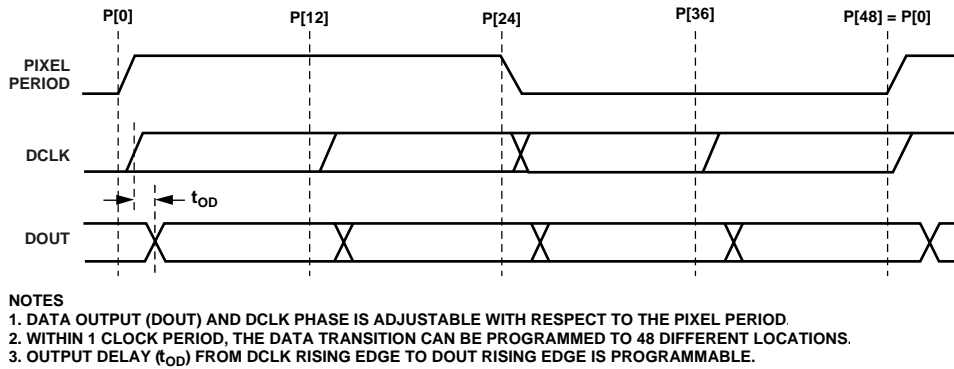 P[0] P[12] P[24] P[36] P[48] = P[0]
PIXEL
PERIOD
DCLK
tOD
DOUT
NOTES
1. DATA OUTPUT (DOUT) AND DCLK PHASE IS ADJUSTABLE WITH RESPECT TO THE PIXEL PERIOD.
2. WITHIN 1 CLOCK PERIOD, THE DATA TRANSITION CAN BE PROGRAMMED TO 48 DIFFERENT LOCATIONS.
3. OUTPUT DELAY (tOD) FROM DCLK RISING EDGE TO DOUT RISING EDGE IS PROGRAMMABLE.